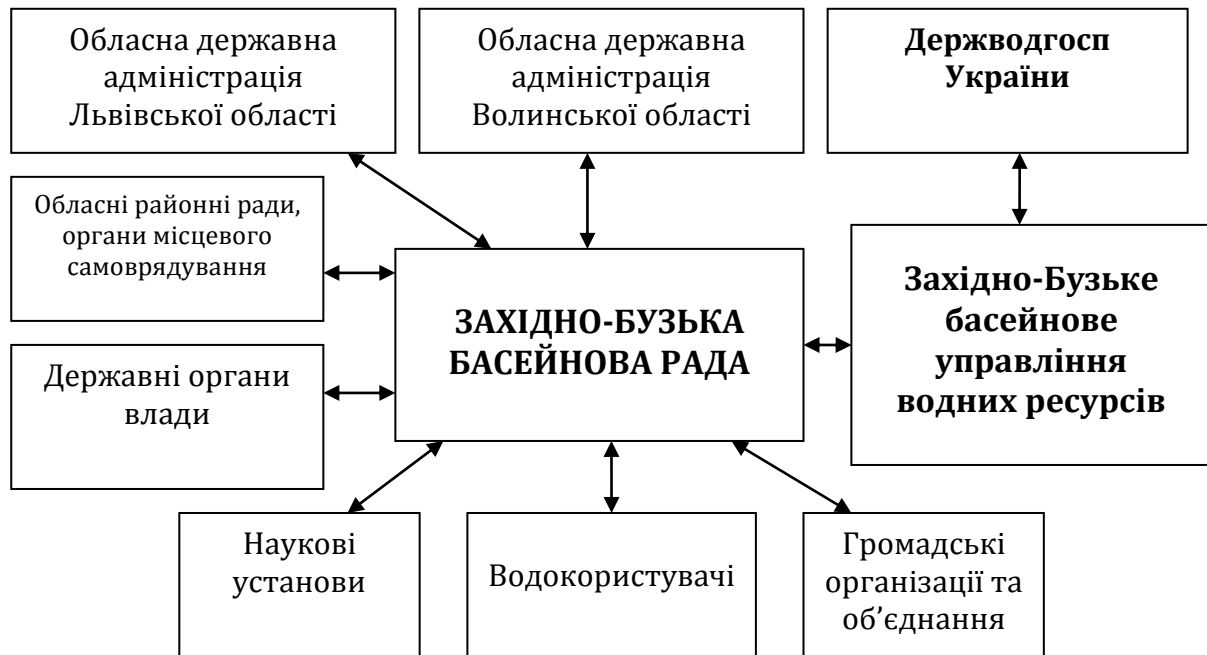 Обласна державна
адміністрація
Львівської області
Обласна державна
адміністрація
Волинської області
Держводгосп
України
Обласні районні ради,
органи місцевого
самоврядування
ЗАХІДНО-БУЗЬКА
БАСЕЙНОВА РАДА
Західно-Бузьке
басейнове
управління
водних ресурсів
Державні органи
влади
Наукові
установи
Водокористувачі
Громадські
організації та
об’єднання